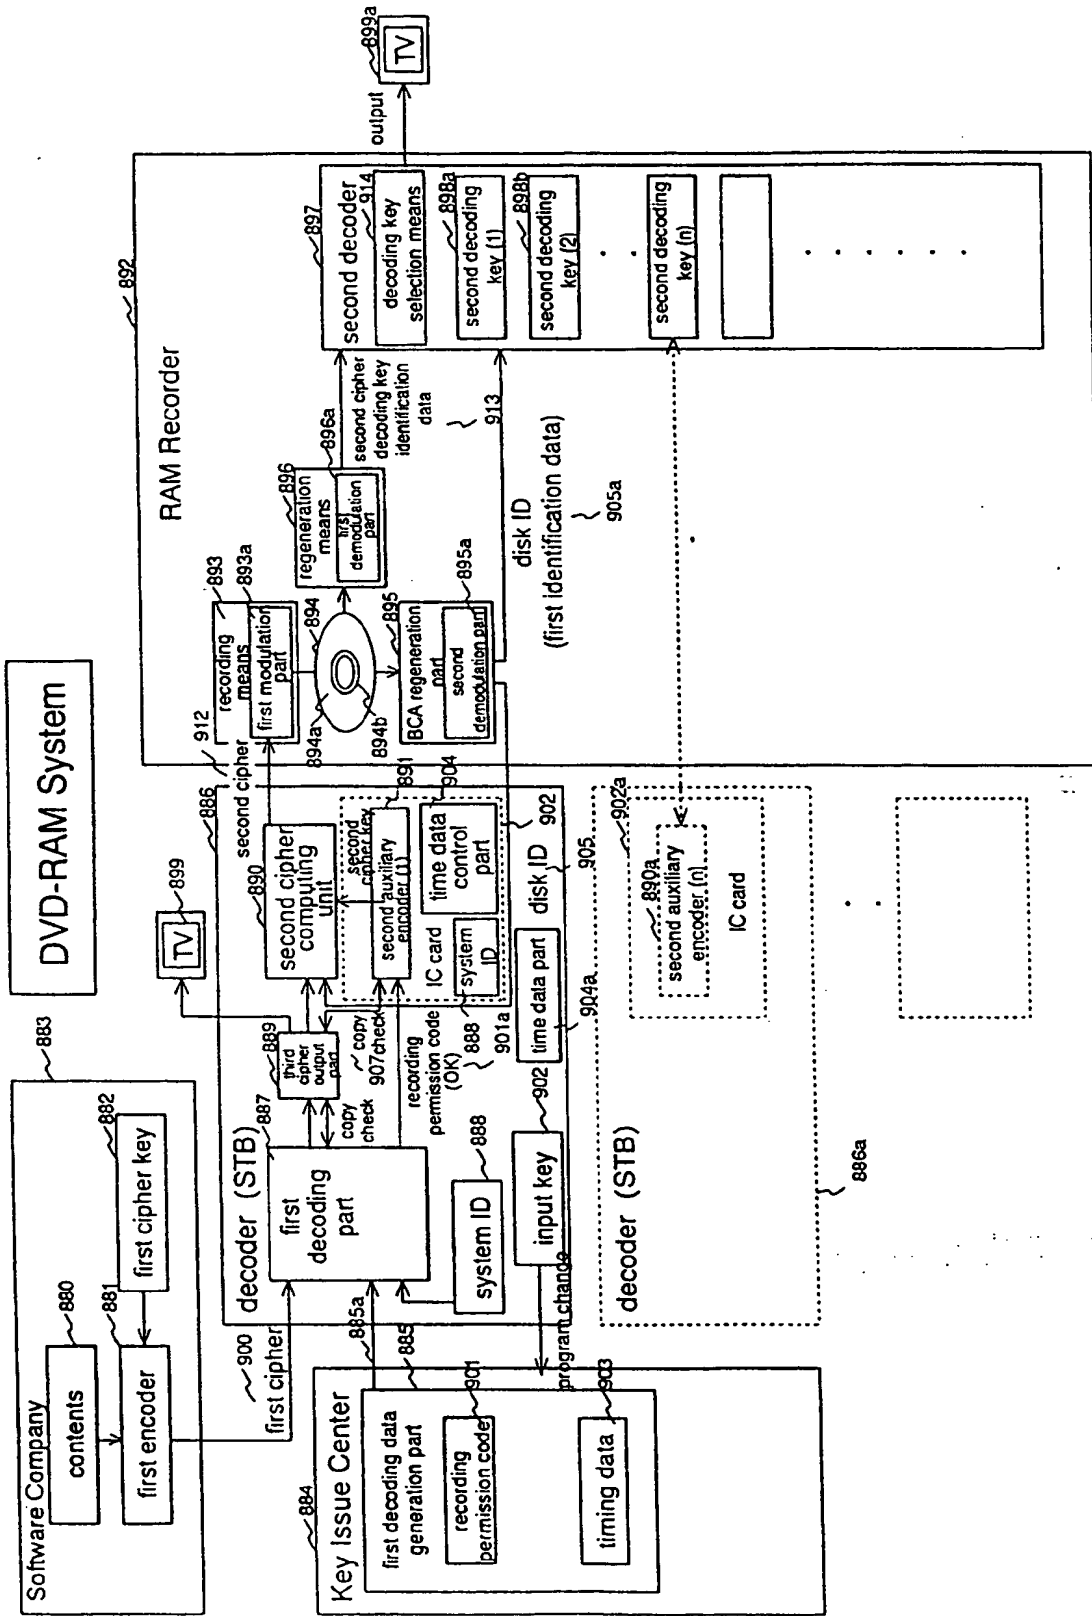 DVD-RAM System
Software Company
883
contents
880
881
first encoder
first cipher key
882
900
first cipher
884
Key Issue Center
first decoding data
generation part
885
885a
recording
permission code
901
timing data
903
program change
decoder (STB)
886
first
decoding
part
887
system ID
888
input key
902
third
cipher
output
part
889
copy
check
copy
check
907
recording
permission code
(OK)
901a
TV
899
second cipher
computing
unit
890
second cipher
912
second cipher key
891
second auxiliary
encoder (1)
IC card
system
ID
888
time data
control
part
904
902
time data part
904a
disk ID
905
decoder (STB)
886a
902a
890a
second auxiliary
encoder (n)
IC card
RAM Recorder
892
recording
means
893
first modulation
part
893a
894
894a
894b
regeneration
means
896
first
demodulation
part
896a
BCA regeneration
part
895
second
demodulation part
895a
second cipher
decoding key
identification
data
913
disk ID
(first identification data)
905a
second decoder
897
decoding key
selection means
914
second decoding
key (1)
898a
second decoding
key (2)
898b
second decoding
key (n)
output
TV
899a